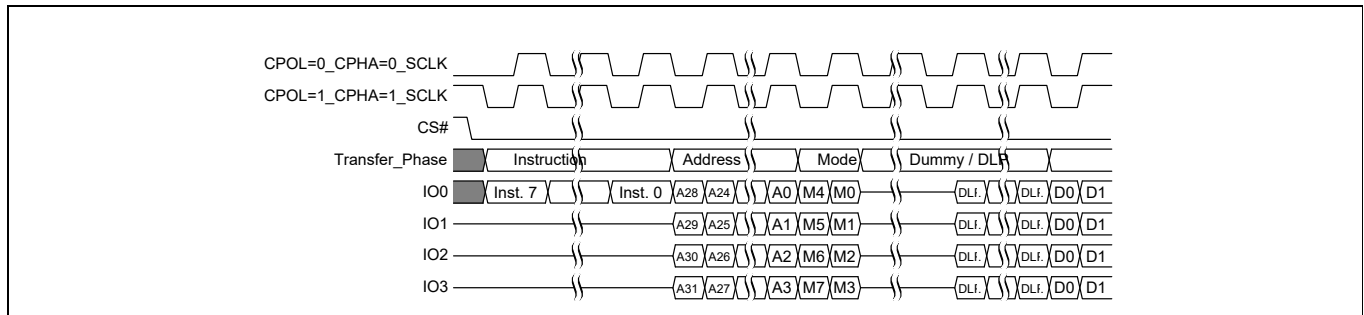 CPOL=0_CPHA=0_SCLK
CPOL=1_CPHA=1_SCLK
CS#
Transfer_Phase Instruction Address Mode Dummy / DLP
IO0 Inst. 7 Inst. 0 A28 A24 A0 M4 M0 DLP. DLP. D0 D1
IO1 A29 A25 A1 M5 M1 DLP. DLP. D0 D1
IO2 A30 A26 A2 M6 M2 DLP. DLP. D0 D1
IO3 A31 A27 A3 M7 M3 DLP. DLP. D0 D1